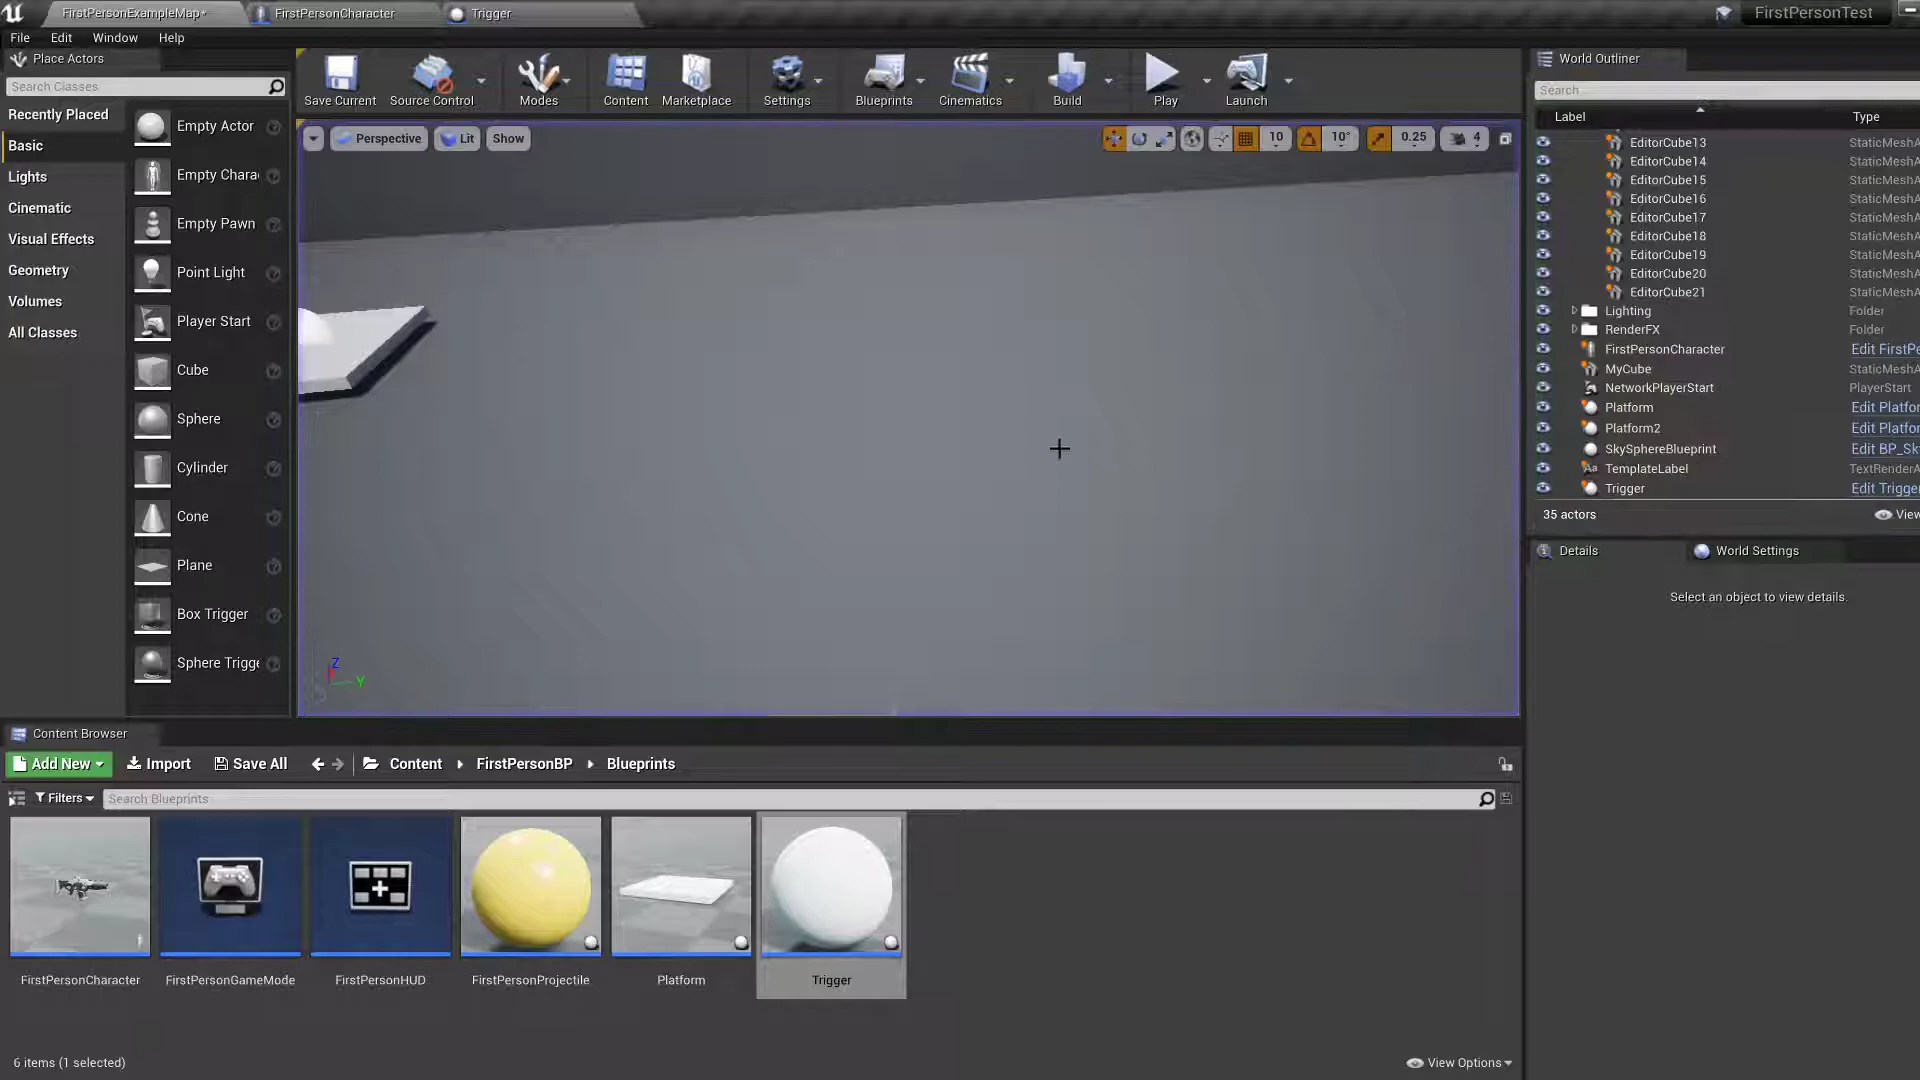 FirstPersonExampleMap*
FirstPersonCharacter
Trigger
FirstPersonTest
File Edit Window Help
Place Actors
Search Classes
Recently Placed
Basic
Lights
Cinematic
Visual Effects
Geometry
Volumes
All Classes
Empty Actor
Empty Chara
Empty Pawn
Point Light
Player Start
Cube
Sphere
Cylinder
Cone
Plane
Box Trigger
Sphere Trigge
Save Current
Source Control
Modes
Content
Marketplace
Settings
Blueprints
Cinematics
Build
Play
Launch
Perspective
Lit
Show
10
10°
0.25
4
Z
Y
World Outliner
Search...
Label Type
EditorCube13 StaticMeshA
EditorCube14 StaticMeshA
EditorCube15 StaticMeshA
EditorCube16 StaticMeshA
EditorCube17 StaticMeshA
EditorCube18 StaticMeshA
EditorCube19 StaticMeshA
EditorCube20 StaticMeshA
EditorCube21 StaticMeshA
Lighting Folder
RenderFX Folder
FirstPersonCharacter Edit FirstPe
MyCube StaticMeshA
NetworkPlayerStart PlayerStart
Platform Edit Platfor
Platform2 Edit Platfor
SkySphereBlueprint Edit BP_Sk
TemplateLabel TextRenderA
Trigger Edit Trigger
35 actors
View
Details
World Settings
Select an object to view details.
Content Browser
Add New
Import
Save All
Content
FirstPersonBP
Blueprints
Filters
Search Blueprints
FirstPersonCharacter
FirstPersonGameMode
FirstPersonHUD
FirstPersonProjectile
Platform
Trigger
6 items (1 selected)
View Options